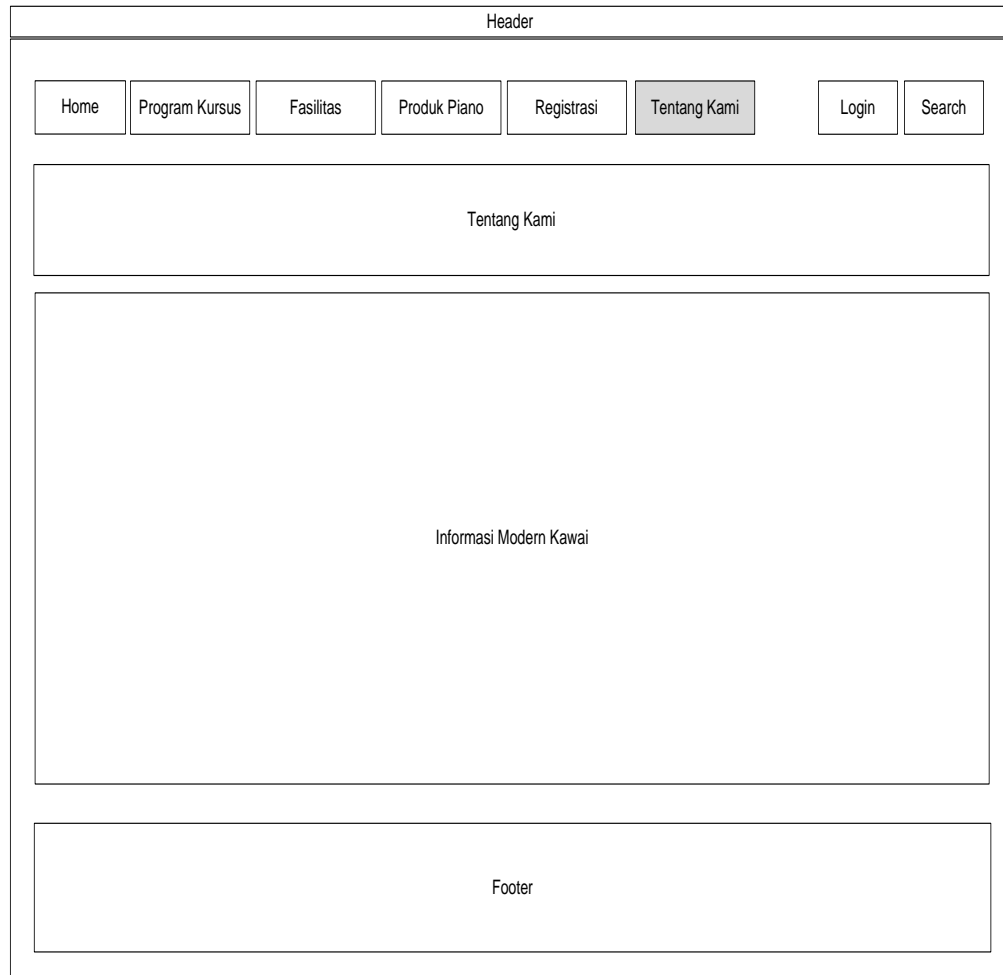 Header
Home
Program Kursus
Fasilitas
Produk Piano
Registrasi
Tentang Kami
Login
Search
Tentang Kami
Informasi Modern Kawai
Footer